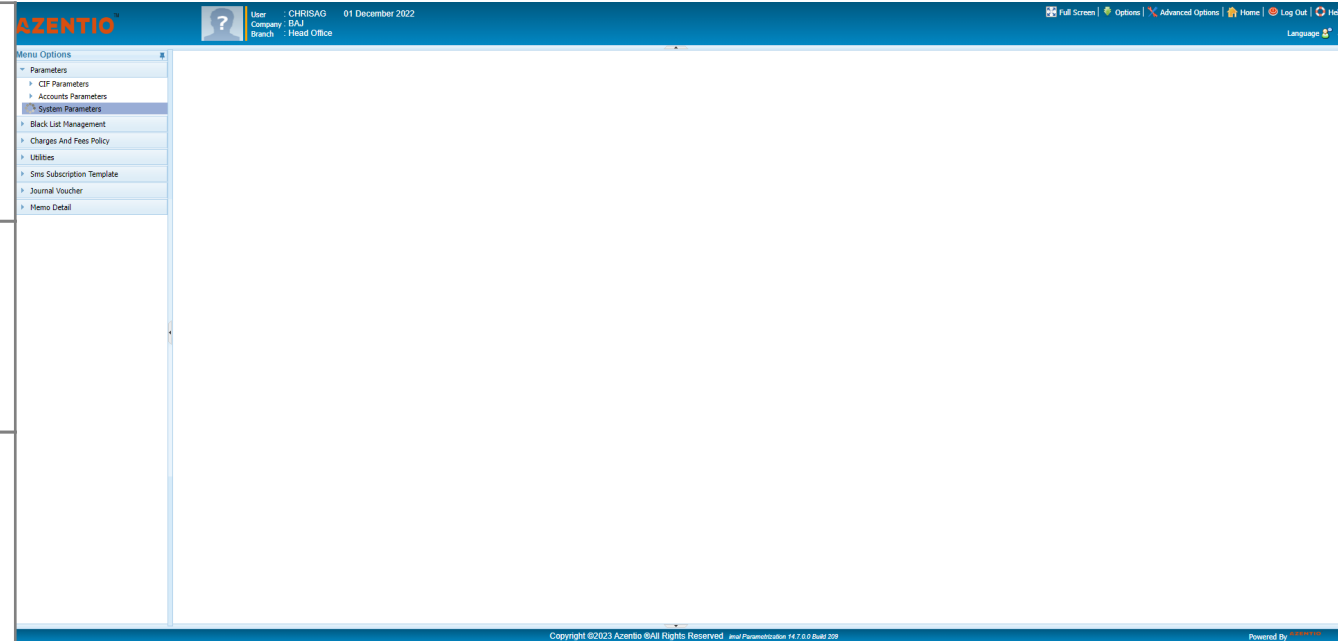 AZENTIO™
User : CHRISAG 01 December 2022
Company : BAJ
Branch : Head Office
Full Screen | Options | Advanced Options | Home | Log Out | He
Language
Menu Options
Parameters
CIF Parameters
Accounts Parameters
System Parameters
Black List Management
Charges And Fees Policy
Utilities
Sms Subscription Template
Journal Voucher
Memo Detail
Copyright ©2023 Azentio ®All Rights Reserved imal Parametrization 14.7.0.0 Build 209
Powered By AZENTIO